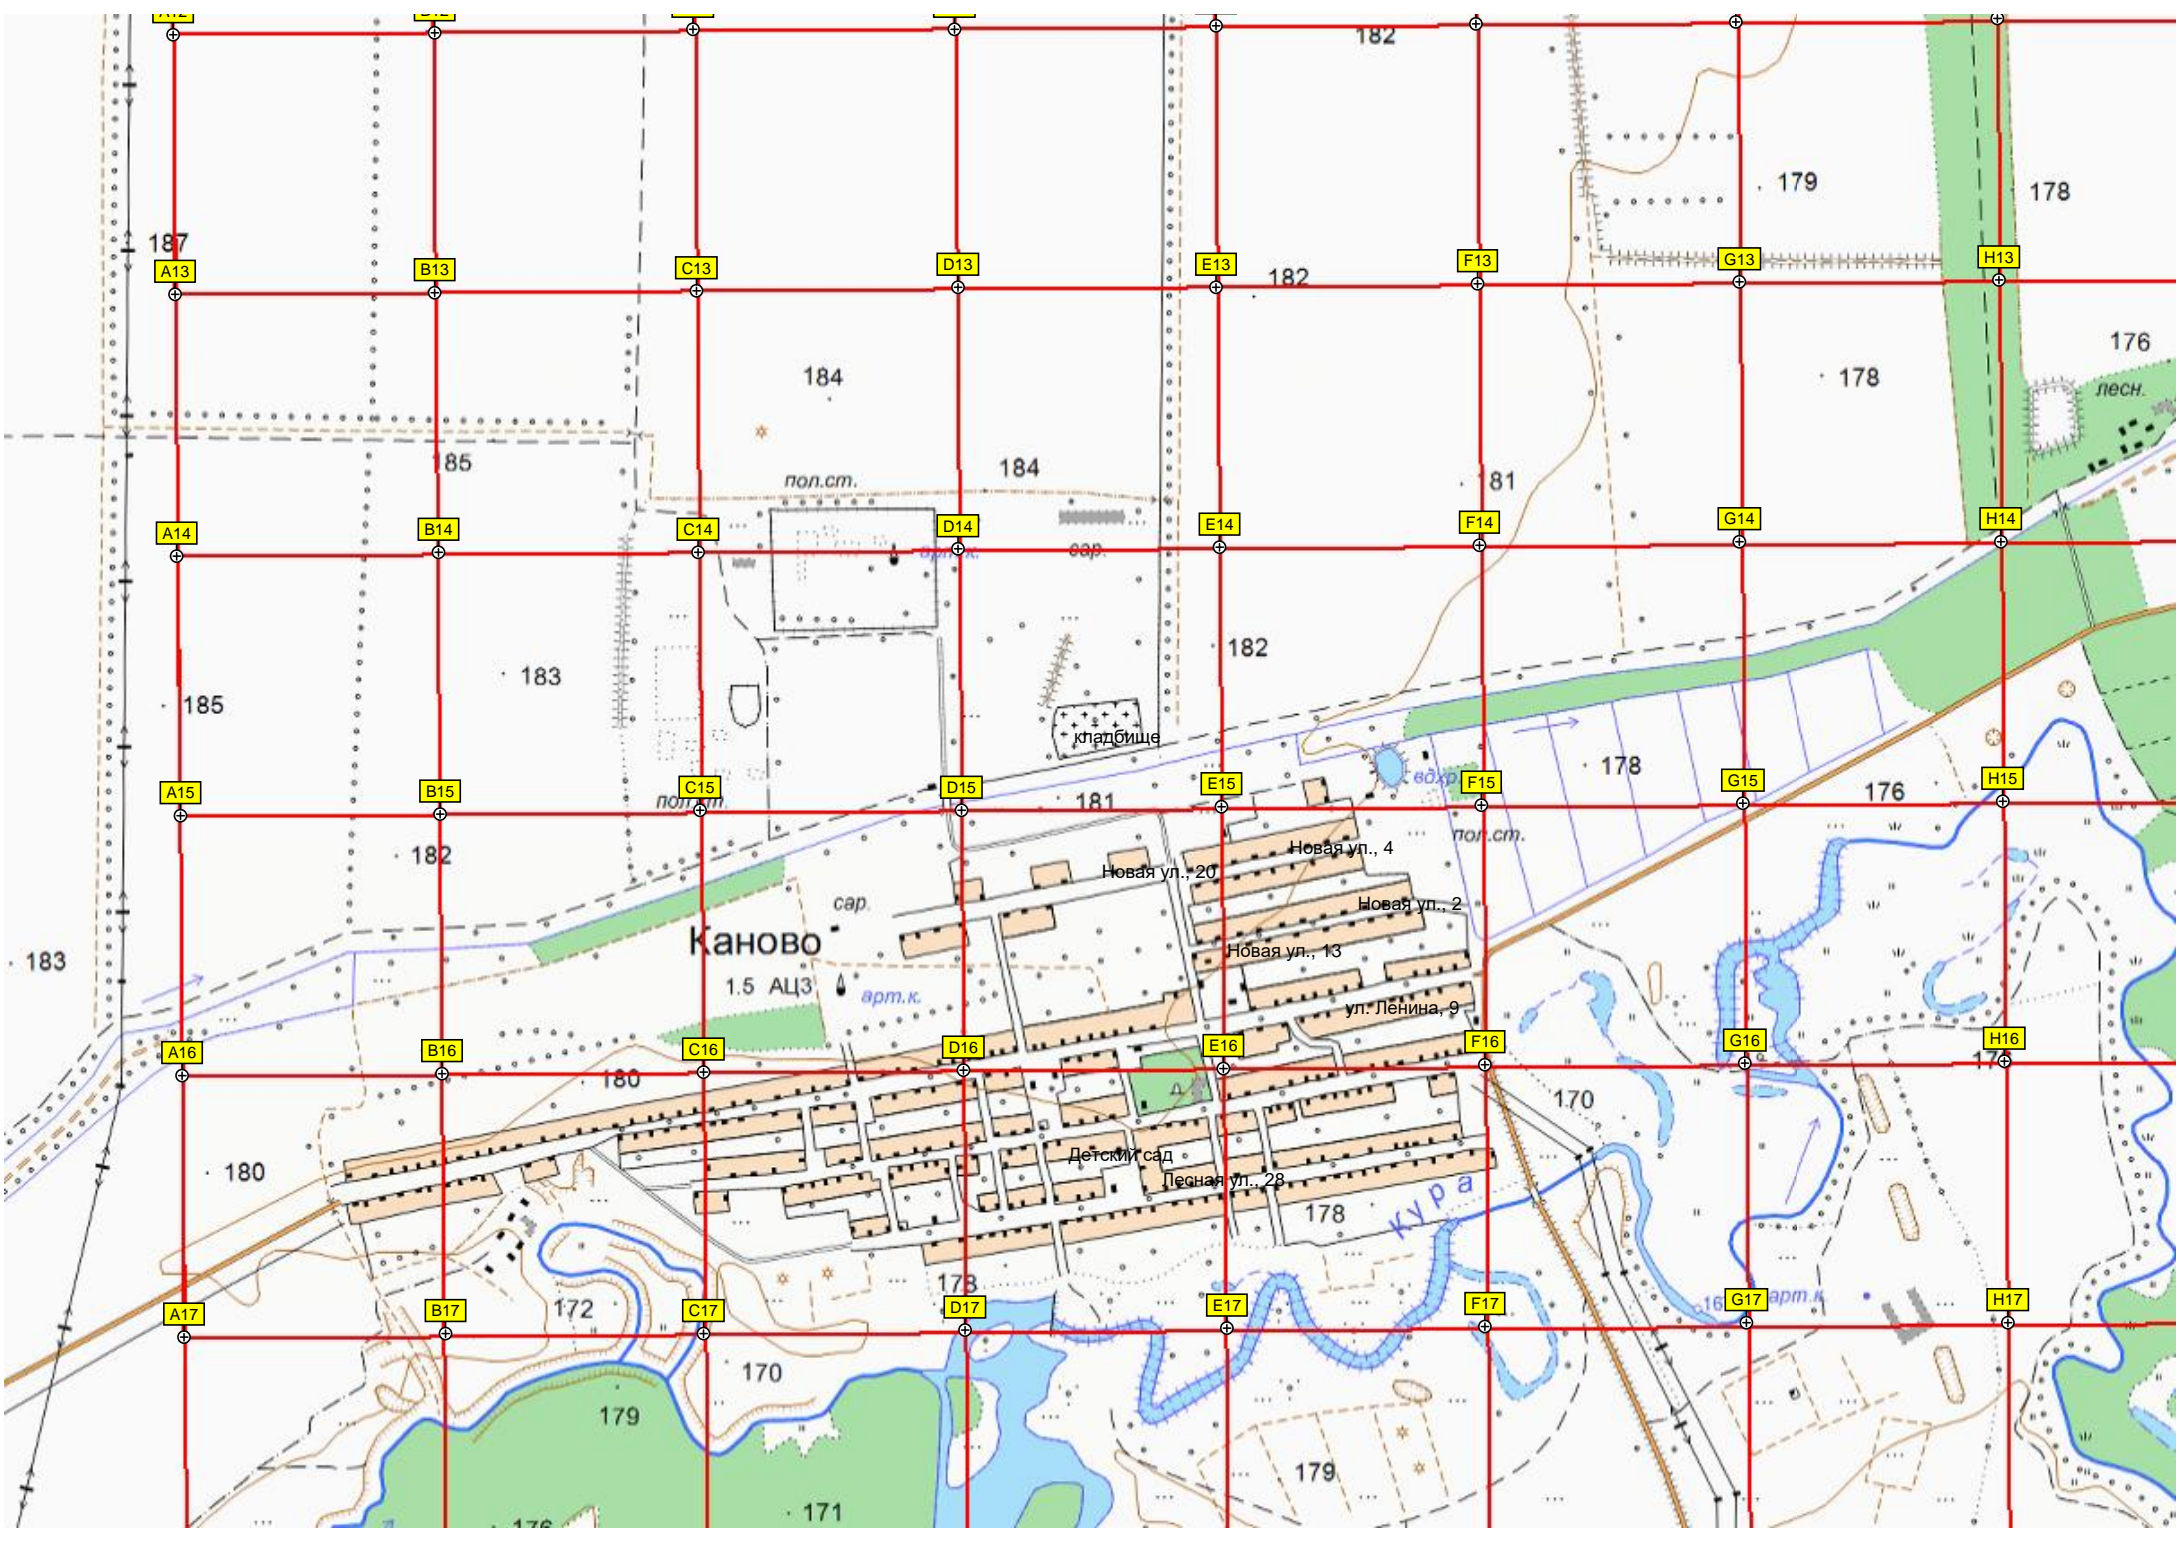 182
179
178
187
A13
B13
C13
D13
E13
F13
G13
H13
182
176
184
178
лесн.
185
184
81
пол.ст.
A14
B14
C14
D14
E14
F14
G14
H14
арт.к.
сар.
182
183
185
кладбище
178
вдхр.
A15
B15
C15
D15
E15
F15
G15
H15
пол.ст.
181
176
пол.ст.
182
Новая ул., 4
Новая ул., 20
сар.
Новая ул., 2
Каново
Новая ул., 13
183
1.5 АЦЗ
арт.к.
ул. Ленина, 9
A16
B16
C16
D16
E16
F16
G16
H16
180
170
Детский сад
180
Лесная ул., 28
178
Кура
173
172
арт.к.
A17
B17
C17
D17
E17
F17
G17
H17
170
179
179
171